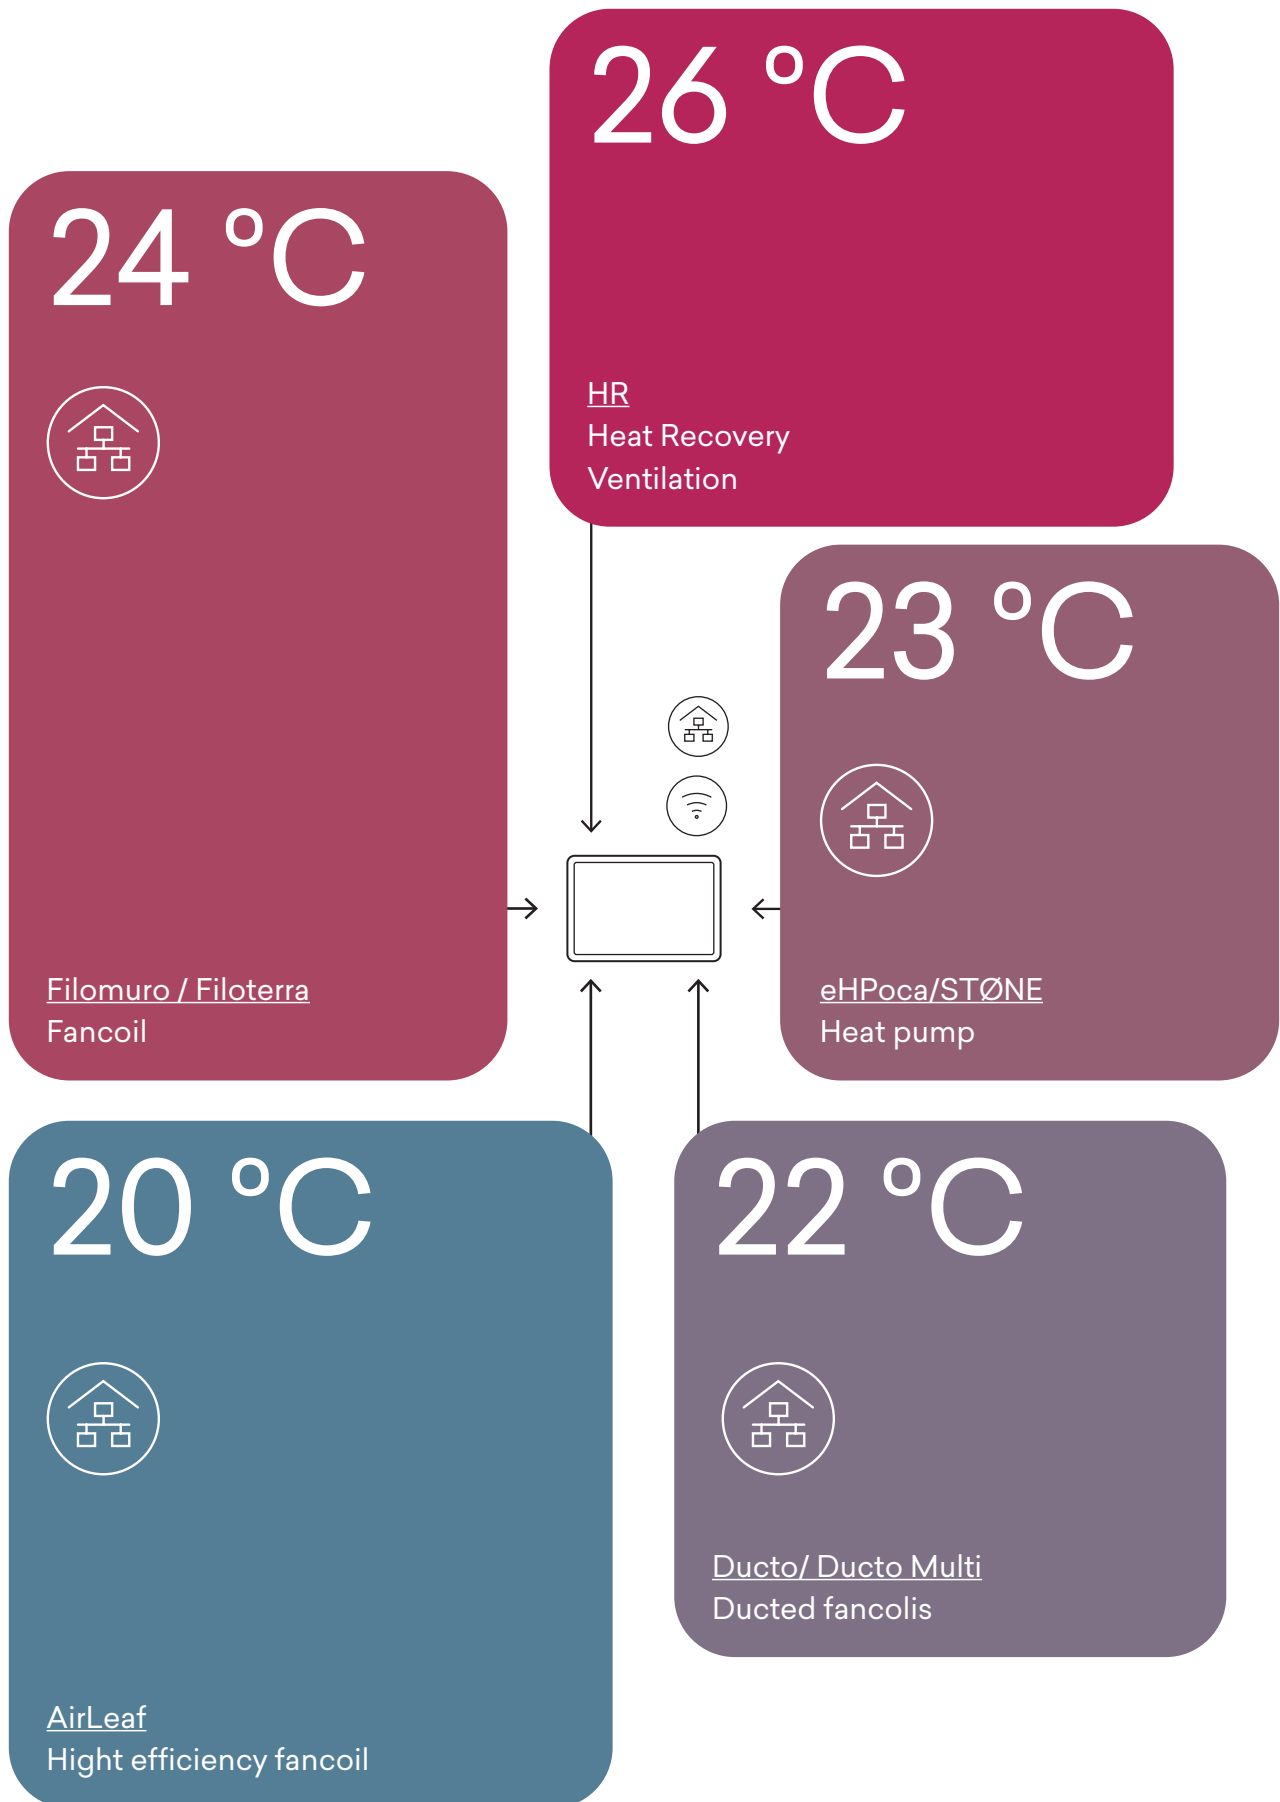 26 °C
HR
Heat Recovery
Ventilation
24 °C
Filomuro / Filoterra
Fancoil
23 °C
eHPoca/STØNE
Heat pump
20 °C
AirLeaf
Hight efficiency fancoil
22 °C
Ducto/ Ducto Multi
Ducted fancolis